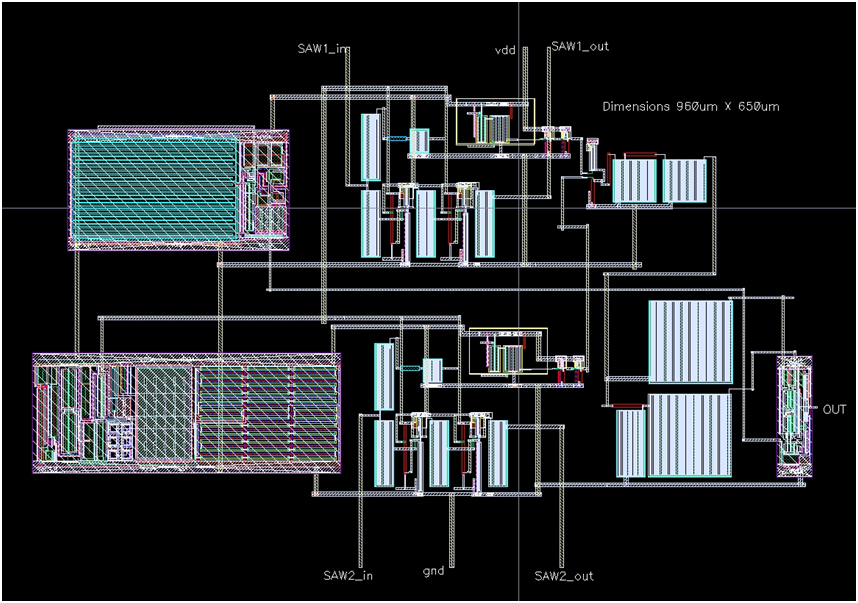 SAW1_in
vdd
SAW1_out
Dimensions 960um X 650um
OUT
SAW2_in
gnd
SAW2_out